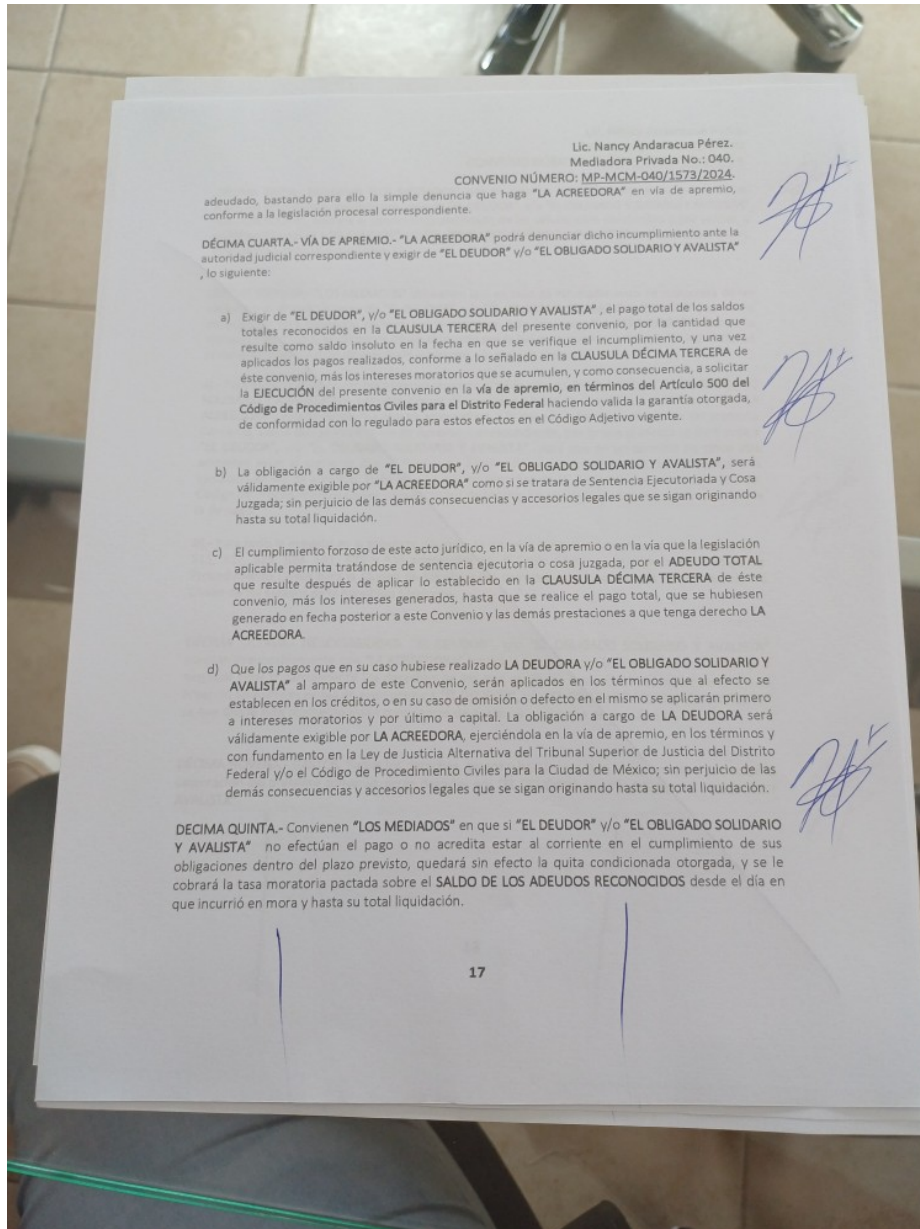 Lic. Nancy Andaracua Pérez.
Mediadora Privada No.: 040.
CONVENIO NÚMERO: MP-MCM-040/1573/2024.
adeudado, bastando para ello la simple denuncia que haga "LA ACREEDORA" en vía de apremio,
conforme a la legislación procesal correspondiente.
DÉCIMA CUARTA.- VÍA DE APREMIO.- "LA ACREEDORA" podrá denunciar dicho incumplimiento ante la
autoridad judicial correspondiente y exigir de "EL DEUDOR" y/o "EL OBLIGADO SOLIDARIO Y AVALISTA"
, lo siguiente:
a) Exigir de "EL DEUDOR", y/o "EL OBLIGADO SOLIDARIO Y AVALISTA" , el pago total de los saldos
totales reconocidos en la CLAUSULA TERCERA del presente convenio, por la cantidad que
resulte como saldo insoluto en la fecha en que se verifique el incumplimiento, y una vez
aplicados los pagos realizados, conforme a lo señalado en la CLAUSULA DÉCIMA TERCERA de
éste convenio, más los intereses moratorios que se acumulen, y como consecuencia, a solicitar
la EJECUCIÓN del presente convenio en la vía de apremio, en términos del Artículo 500 del
Código de Procedimientos Civiles para el Distrito Federal haciendo valida la garantía otorgada,
de conformidad con lo regulado para estos efectos en el Código Adjetivo vigente.
b) La obligación a cargo de "EL DEUDOR", y/o "EL OBLIGADO SOLIDARIO Y AVALISTA", será
válidamente exigible por "LA ACREEDORA" como si se tratara de Sentencia Ejecutoriada y Cosa
Juzgada; sin perjuicio de las demás consecuencias y accesorios legales que se sigan originando
hasta su total liquidación.
c) El cumplimiento forzoso de este acto jurídico, en la vía de apremio o en la vía que la legislación
aplicable permita tratándose de sentencia ejecutoria o cosa juzgada, por el ADEUDO TOTAL
que resulte después de aplicar lo establecido en la CLAUSULA DÉCIMA TERCERA de éste
convenio, más los intereses generados, hasta que se realice el pago total, que se hubiesen
generado en fecha posterior a este Convenio y las demás prestaciones a que tenga derecho LA
ACREEDORA.
d) Que los pagos que en su caso hubiese realizado LA DEUDORA y/o "EL OBLIGADO SOLIDARIO Y
AVALISTA" al amparo de este Convenio, serán aplicados en los términos que al efecto se
establecen en los créditos, o en su caso de omisión o defecto en el mismo se aplicarán primero
a intereses moratorios y por último a capital. La obligación a cargo de LA DEUDORA será
válidamente exigible por LA ACREEDORA, ejerciéndola en la vía de apremio, en los términos y
con fundamento en la Ley de Justicia Alternativa del Tribunal Superior de Justicia del Distrito
Federal y/o el Código de Procedimiento Civiles para la Ciudad de México; sin perjuicio de las
demás consecuencias y accesorios legales que se sigan originando hasta su total liquidación.
DECIMA QUINTA.- Convienen "LOS MEDIADOS" en que si "EL DEUDOR" y/o "EL OBLIGADO SOLIDARIO
Y AVALISTA" no efectúan el pago o no acredita estar al corriente en el cumplimiento de sus
obligaciones dentro del plazo previsto, quedará sin efecto la quita condicionada otorgada, y se le
cobrará la tasa moratoria pactada sobre el SALDO DE LOS ADEUDOS RECONOCIDOS desde el día en
que incurrió en mora y hasta su total liquidación.
17